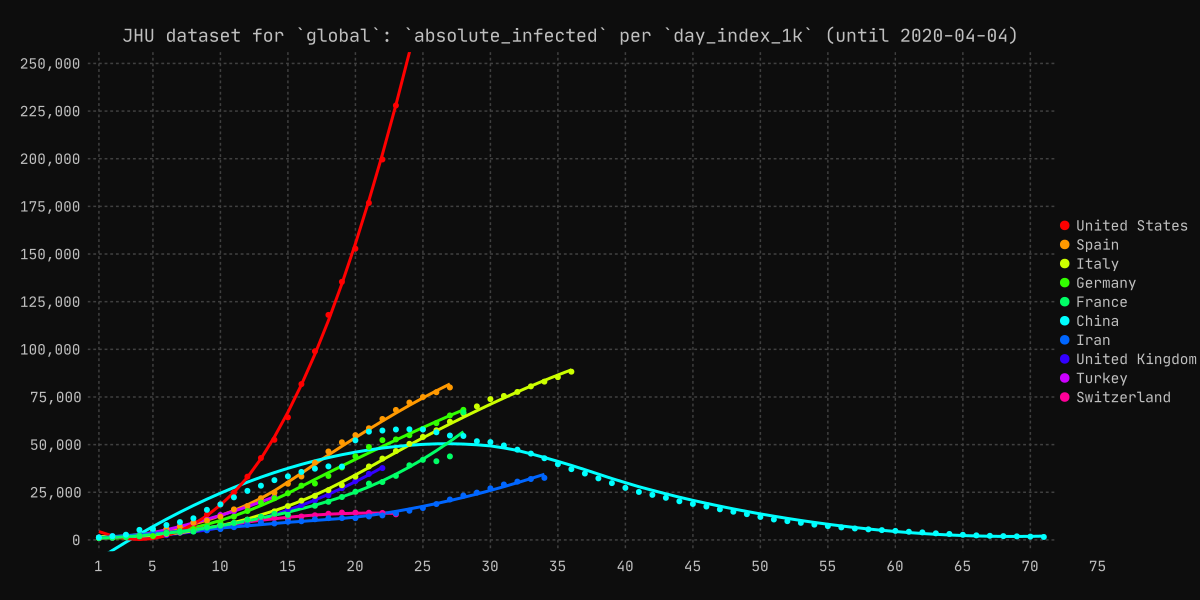 JHU dataset for `global`: `absolute_infected` per `day_index_1k` (until 2020-04-04)
250,000
225,000
200,000
175,000
150,000
125,000
100,000
75,000
50,000
25,000
0
1 5 10 15 20 25 30 35 40 45 50 55 60 65 70 75
United States
Spain
Italy
Germany
France
China
Iran
United Kingdom
Turkey
Switzerland